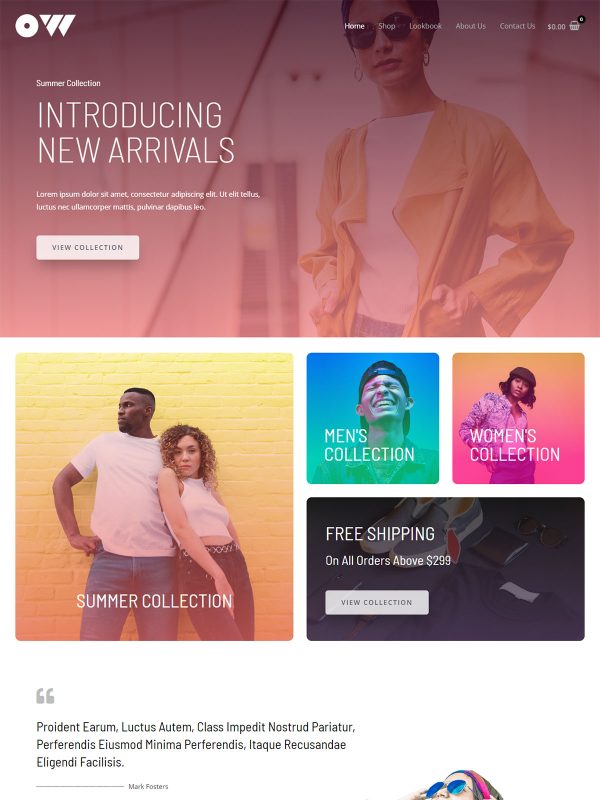 OW
Home Shop Lookbook About Us Contact Us $0.00 0
Summer Collection
INTRODUCING
NEW ARRIVALS
Lorem ipsum dolor sit amet, consectetur adipiscing elit. Ut elit tellus,
luctus nec ullamcorper mattis, pulvinar dapibus leo.
VIEW COLLECTION
SUMMER COLLECTION
MEN'S
COLLECTION
WOMEN'S
COLLECTION
FREE SHIPPING
On All Orders Above $299
VIEW COLLECTION
“
Proident Earum, Luctus Autem, Class Impedit Nostrud Pariatur,
Perferendis Eiusmod Minima Perferendis, Itaque Recusandae
Eligendi Facilisis.
Mark Fosters